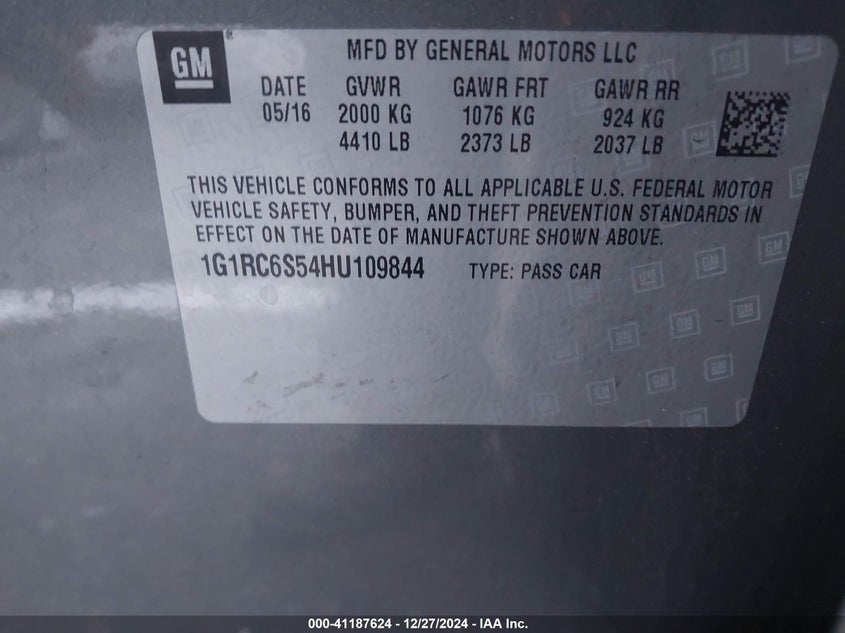 GM® MFD BY GENERAL MOTORS LLC
DATE GVWR GAWR FRT GAWR RR
05/16 2000 KG 1076 KG 924 KG
4410 LB 2373 LB 2037 LB
THIS VEHICLE CONFORMS TO ALL APPLICABLE U.S. FEDERAL MOTOR
VEHICLE SAFETY, BUMPER, AND THEFT PREVENTION STANDARDS IN
EFFECT ON THE DATE OF MANUFACTURE SHOWN ABOVE.
1G1RC6S54HU109844 TYPE: PASS CAR
000-41187624 - 12/27/2024 - IAA Inc.